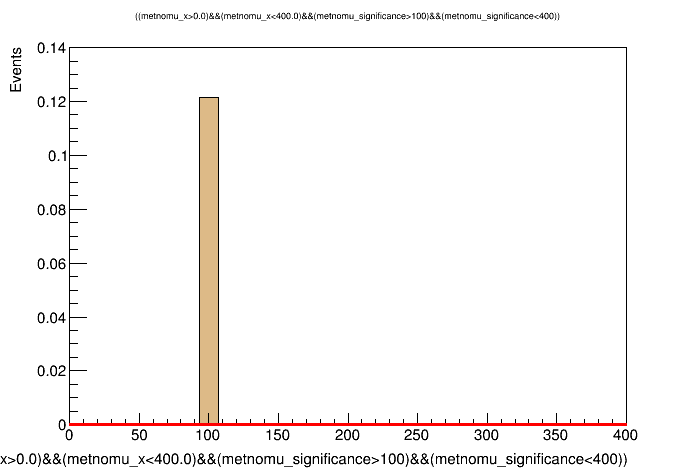 ((metnomu_x>0.0)&&(metnomu_x<400.0)&&(metnomu_significance>100)&&(metnomu_significance<400))
Events
0.14
0.12
0.1
0.08
0.06
0.04
0.02
0
0 50 100 150 200 250 300 350 400
x>0.0)&&(metnomu_x<400.0)&&(metnomu_significance>100)&&(metnomu_significance<400))